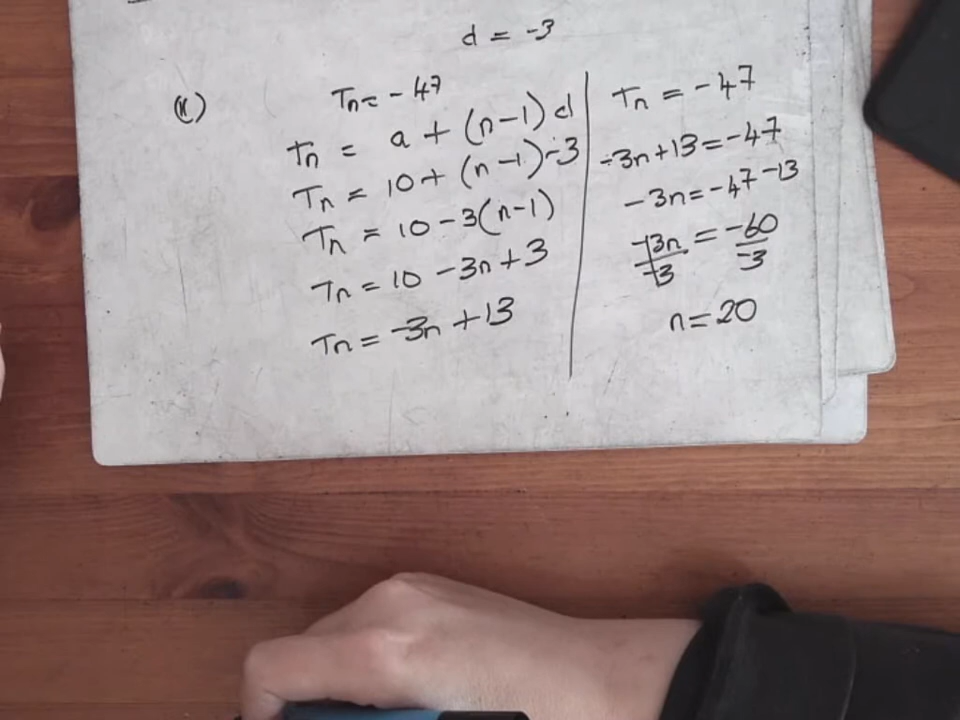 d = -3
(ii) Tn = -47
Tn = a + (n-1) d
Tn = 10 + (n-1) -3
Tn = 10 - 3(n-1)
Tn = 10 - 3n + 3
Tn = -3n + 13
Tn = -47
-3n + 13 = -47
-3n = -47 -13
-3n/-3 = -60/-3
n = 20